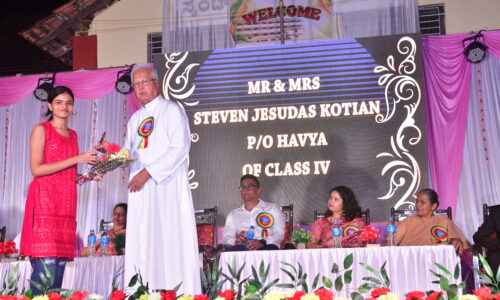 WELCOME
MR & MRS
STEVEN JESUDAS KOTIAN
P/O HAVYA
OF CLASS IV